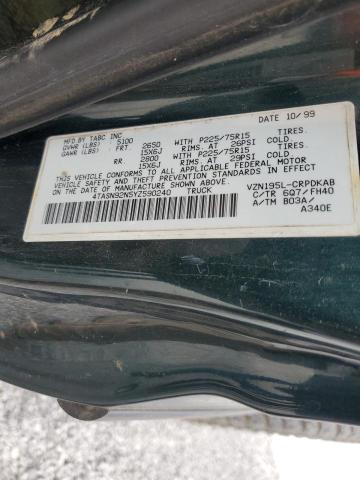 MFD BY TABC, INC DATE 10/99
GVWR (LBS) : 5100
GAWR (LBS) : FRT. 2650 WITH P225/75R15 TIRES.
15X6J RIMS. AT 26PSI COLD.
RR. 2800 WITH P225/75R15 TIRES.
15X6J RIMS. AT 29PSI COLD.
THIS VEHICLE CONFORMS TO ALL APPLICABLE FEDERAL MOTOR
VEHICLE SAFETY, BUMPER, AND THEFT PREVENTION STANDARDS
IN EFFECT ON THE DATE OF MANUFACTURE SHOWN ABOVE.
4TASN92N5YZ590240 TRUCK
VZN195L-CRPDKAB
C/TR 6Q7/FH40
A/TM B03A/
A340E